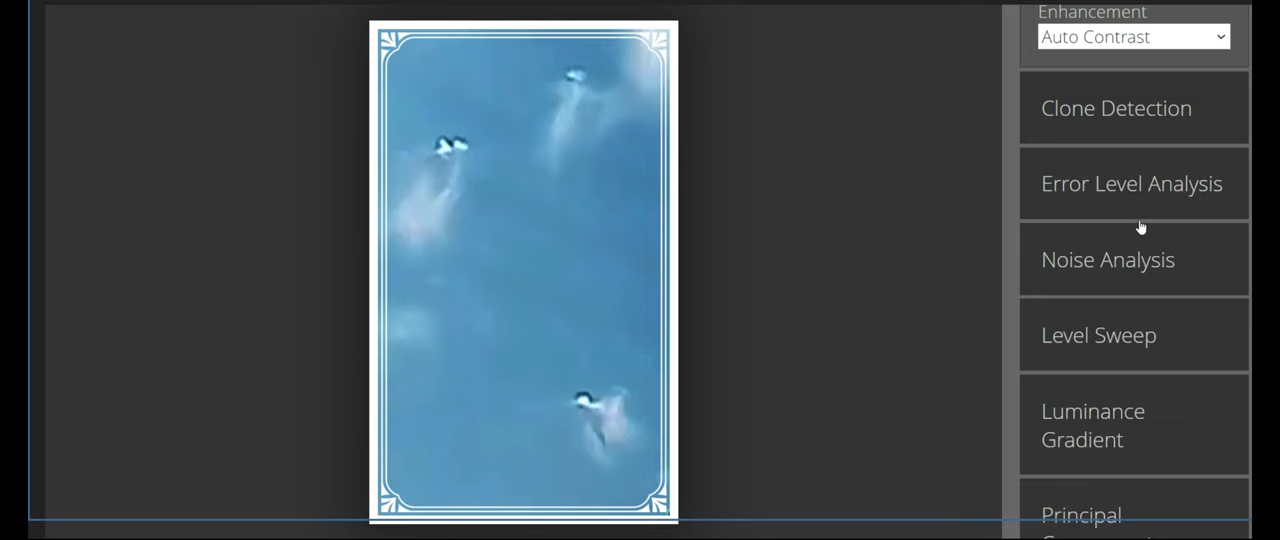 Enhancement
Auto Contrast
Clone Detection
Error Level Analysis
Noise Analysis
Level Sweep
Luminance
Gradient
Principal